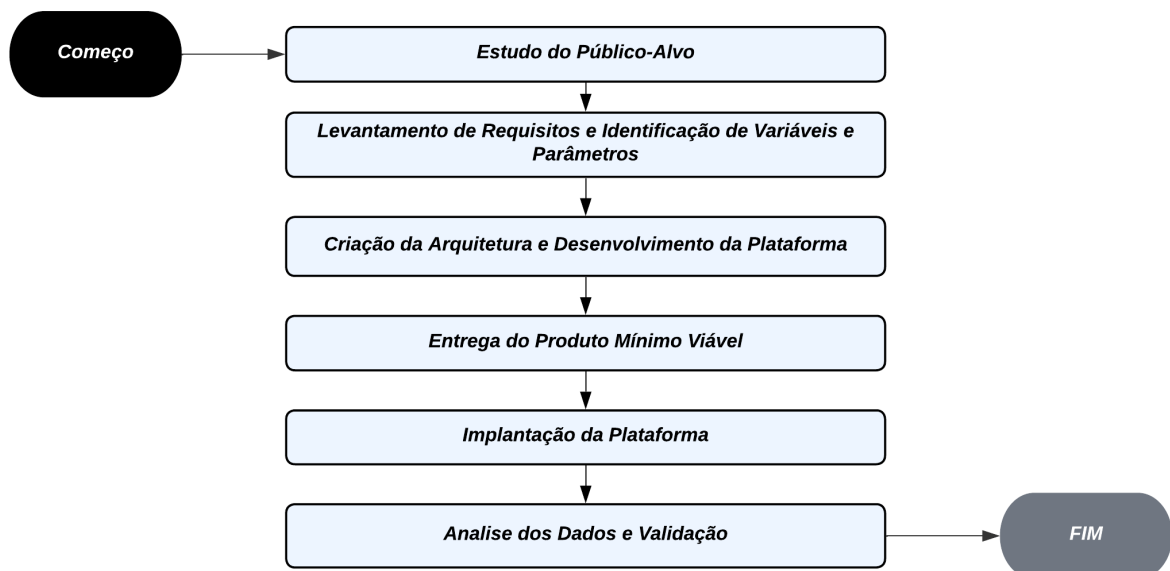 Começo
Estudo do Público-Alvo
Levantamento de Requisitos e Identificação de Variáveis e
Parâmetros
Criação da Arquitetura e Desenvolvimento da Plataforma
Entrega do Produto Mínimo Viável
Implantação da Plataforma
Analise dos Dados e Validação
FIM